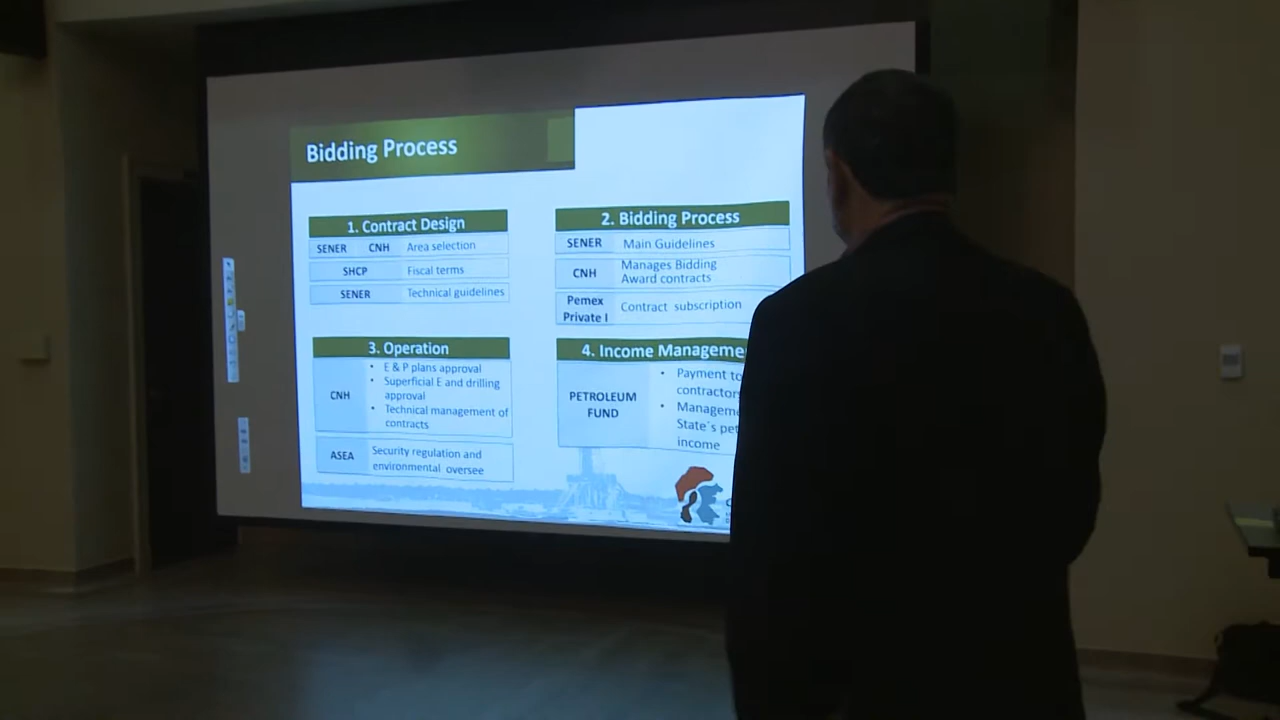 Bidding Process
1. Contract Design
SENER CNH Area selection
SHCP Fiscal terms
SENER Technical guidelines
2. Bidding Process
SENER Main Guidelines
CNH Manages Bidding
Award contracts
Pemex
Private I Contract subscription
3. Operation
CNH
• E & P plans approval
• Superficial E and drilling
approval
• Technical management of
contracts
ASEA Security regulation and
environmental oversee
4. Income Manageme
PETROLEUM
FUND
• Payment to
contractors
• Managem
State´s pet
income